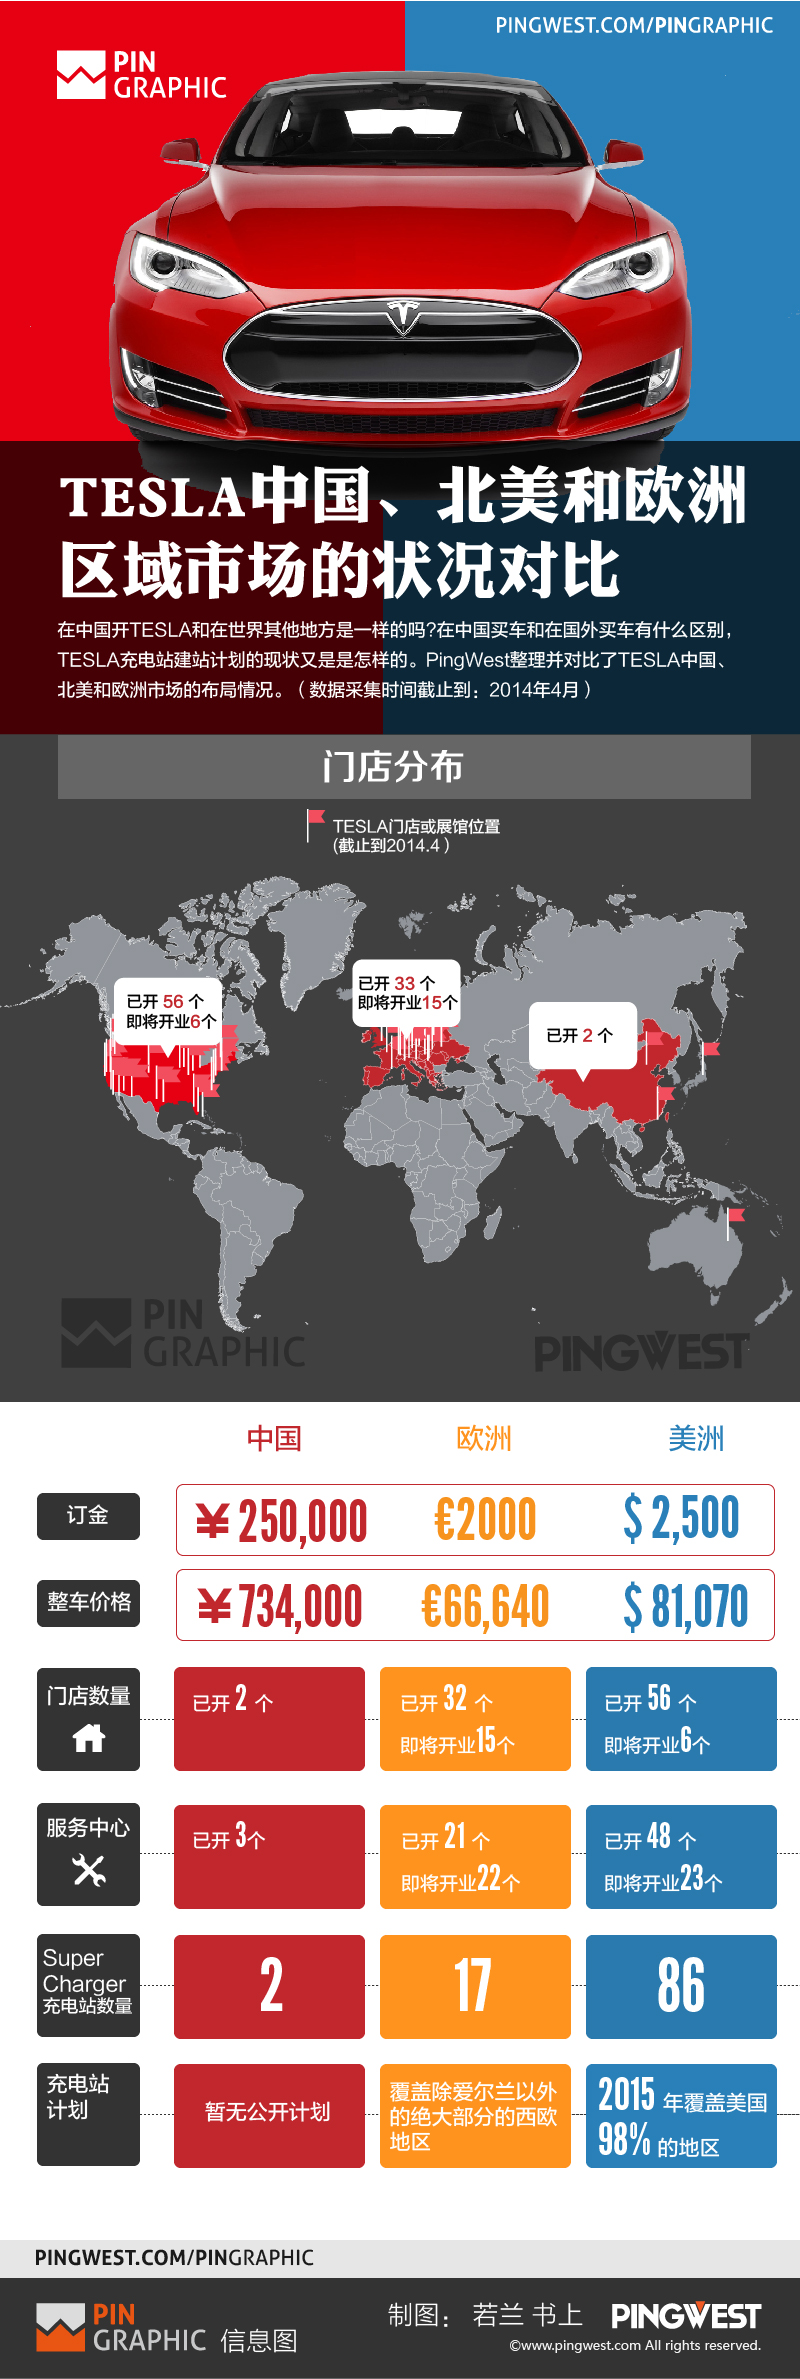 PINGWEST.COM/PINGRAPHIC
PIN
GRAPHIC
TESLA中国、北美和欧洲
区域市场的状况对比
在中国开TESLA和在世界其他地方是一样的吗?在中国买车和在国外买车有什么区别，
TESLA充电站建站计划的现状又是是怎样的。PingWest整理并对比了TESLA中国、
北美和欧洲市场的布局情况。（数据采集时间截止到：2014年4月）
门店分布
TESLA门店或展馆位置
(截止到2014.4）
已开 56 个
即将开业6个
已开 33 个
即将开业15个
已开 2 个
PIN
GRAPHIC
PINGWEST
中国 欧洲 美洲
订金 ¥ 250,000 €2000 $ 2,500
整车价格 ¥ 734,000 €66,640 $ 81,070
门店数量
已开 2 个
已开 32 个
即将开业15个
已开 56 个
即将开业6个
服务中心
已开 3个
已开 21 个
即将开业22个
已开 48 个
即将开业23个
Super
Charger
充电站数量
2 17 86
充电站
计划
暂无公开计划
覆盖除爱尔兰以外
的绝大部分的西欧
地区
2015 年覆盖美国
98% 的地区
PINGWEST.COM/PINGRAPHIC
PIN
GRAPHIC 信息图
制图： 若兰 书上 PINGWEST
©www.pingwest.com All rights reserved.